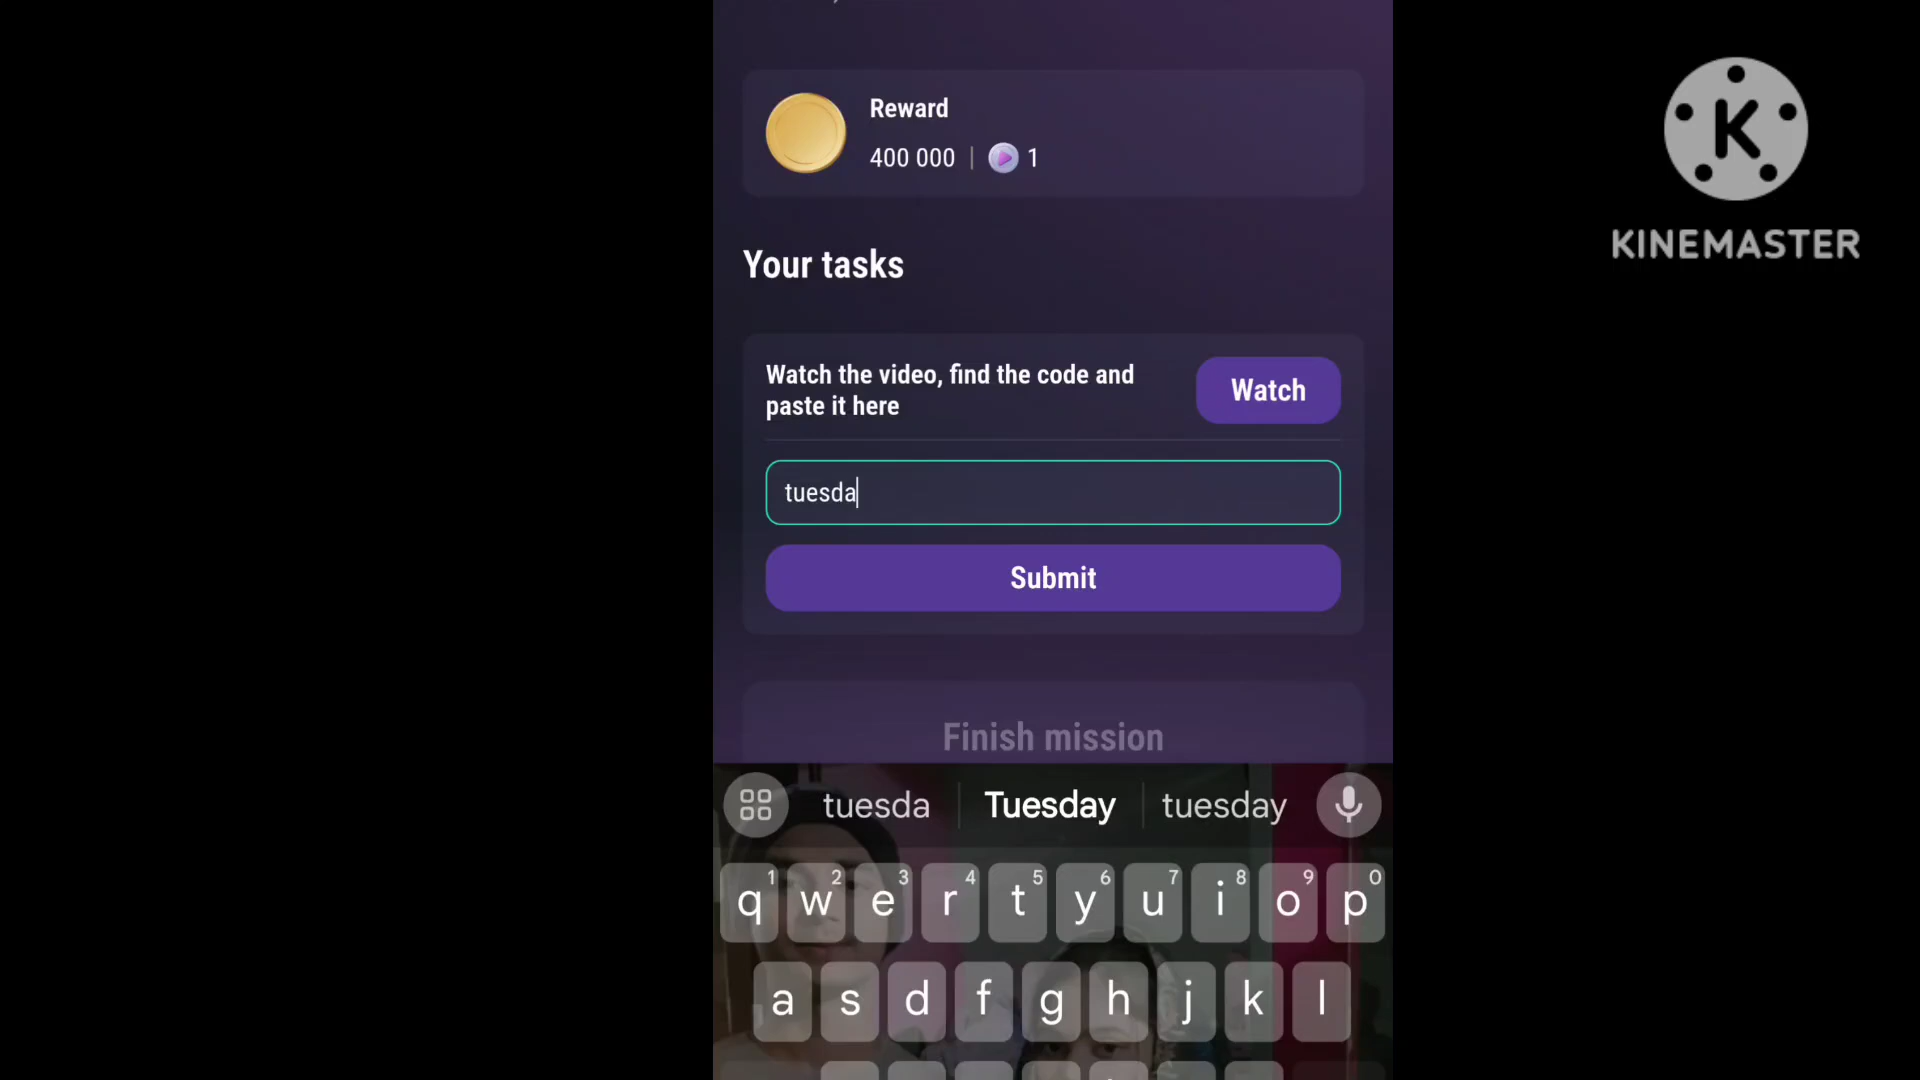 Reward
400 000 | 1
KINEMASTER
Your tasks
Watch the video, find the code and
paste it here
Watch
tuesda
Submit
Finish mission
tuesda Tuesday tuesday
1 2 3 4 5 6 7 8 9 0
q w e r t y u i o p
a s d f g h j k l